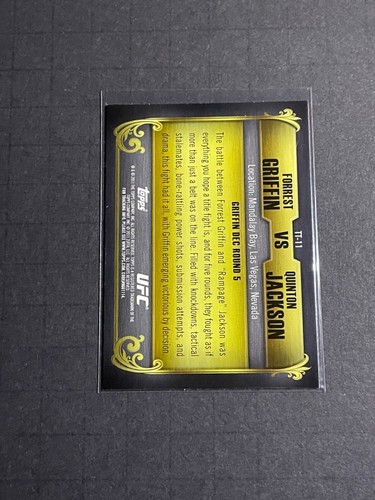 TT-11
FORREST QUINTON
GRIFFIN VS JACKSON
Location: Mandalay Bay, Las Vegas, Nevada
GRIFFIN DEC ROUND 5
The battle between Forrest Griffin and "Rampage" Jackson was
everything you hope a title fight is, and for five rounds, they fought as if
more than just a belt was on the line. Filled with knockdowns, tactical
stalemates, bone-rattling power shots, submission attempts, and
drama, this fight had it all, with Griffin emerging victorious by decision.
Topps UFC